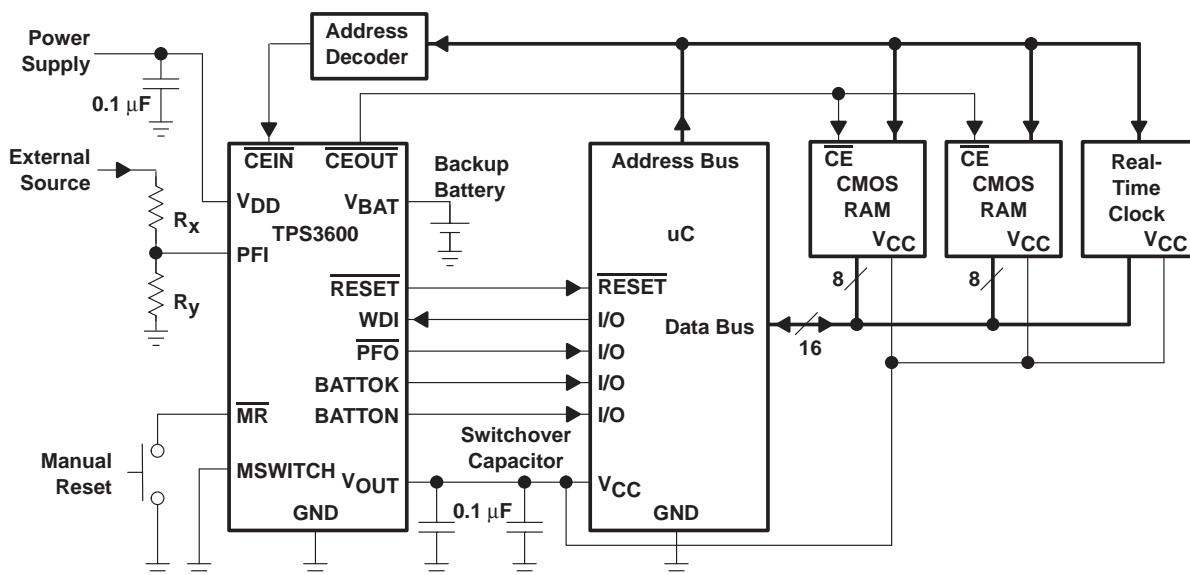 Power
Supply
0.1 μF
External
Source
Rx
Ry
Manual
Reset
Address
Decoder
CEIN
CEOUT
VDD
VBAT
TPS3600
PFI
RESET
WDI
PFO
BATTOK
BATTON
MR
MSWITCH
VOUT
GND
Backup
Battery
Switchover
Capacitor
0.1 μF
Address Bus
uC
RESET
I/O
Data Bus
I/O
I/O
I/O
VCC
GND
16
CE
CMOS
RAM
VCC
8
CE
CMOS
RAM
VCC
8
Real-
Time
Clock
VCC